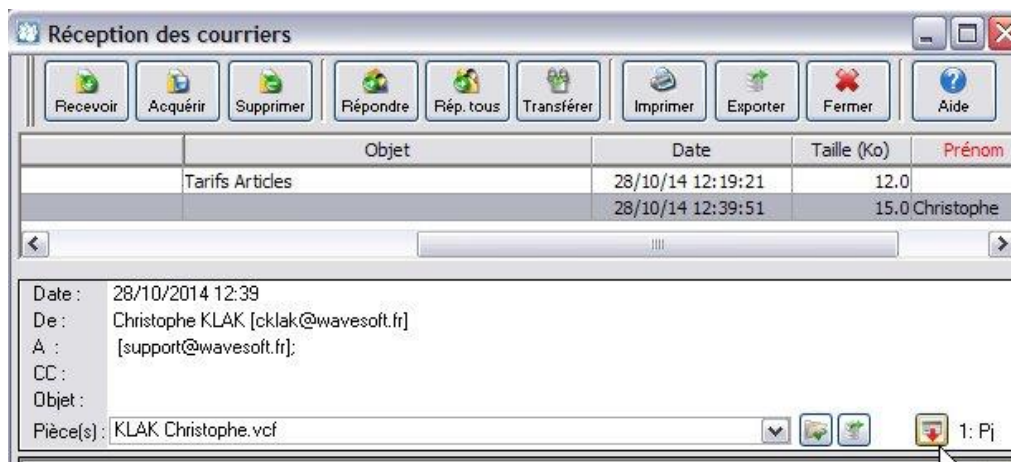 Réception des courriers
Recevoir Acquérir Supprimer Répondre Rép. tous Transférer Imprimer Exporter Fermer Aide
Objet Date Taille (Ko) Prénom
Tarifs Articles 28/10/14 12:19:21 12.0
28/10/14 12:39:51 15.0 Christophe
Date : 28/10/2014 12:39
De : Christophe KLAK [cklak@wavesoft.fr]
A : [support@wavesoft.fr];
CC :
Objet :
Pièce(s) : KLAK Christophe.vcf 1: Pj